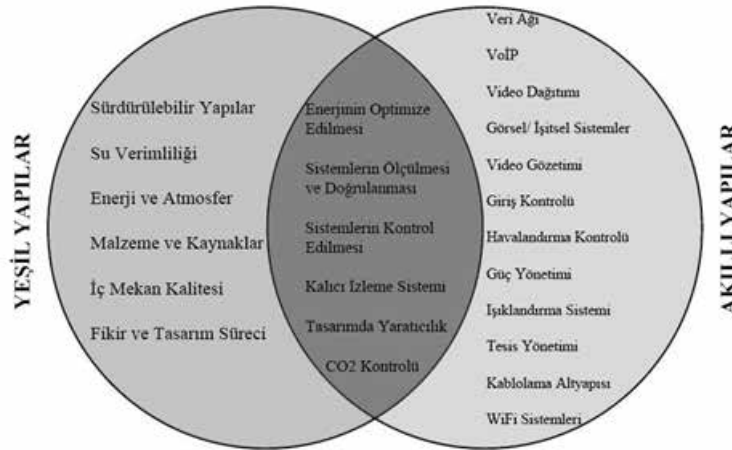 YEŞİL YAPILAR
Sürdürülebilir Yapılar
Su Verimliliği
Enerji ve Atmosfer
Malzeme ve Kaynaklar
İç Mekan Kalitesi
Fikir ve Tasarım Süreci
Enerjinin Optimize
Edilmesi
Sistemlerin Ölçülmesi
ve Doğrulanması
Sistemlerin Kontrol
Edilmesi
Kalıcı İzleme Sistemi
Tasarımda Yaratıcılık
CO2 Kontrolü
Veri Ağı
VoİP
Video Dağıtımı
Görsel/ İşitsel Sistemler
Video Gözetimi
Giriş Kontrolü
Havalandırma Kontrolü
Güç Yönetimi
Işıklandırma Sistemi
Tesis Yönetimi
Kablolama Altyapısı
WiFi Sistemleri
AKILLI YAPILAR